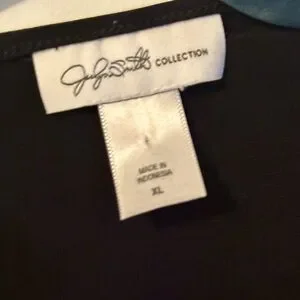 Jaclyn Smith COLLECTION
MADE IN
INDONESIA
XL